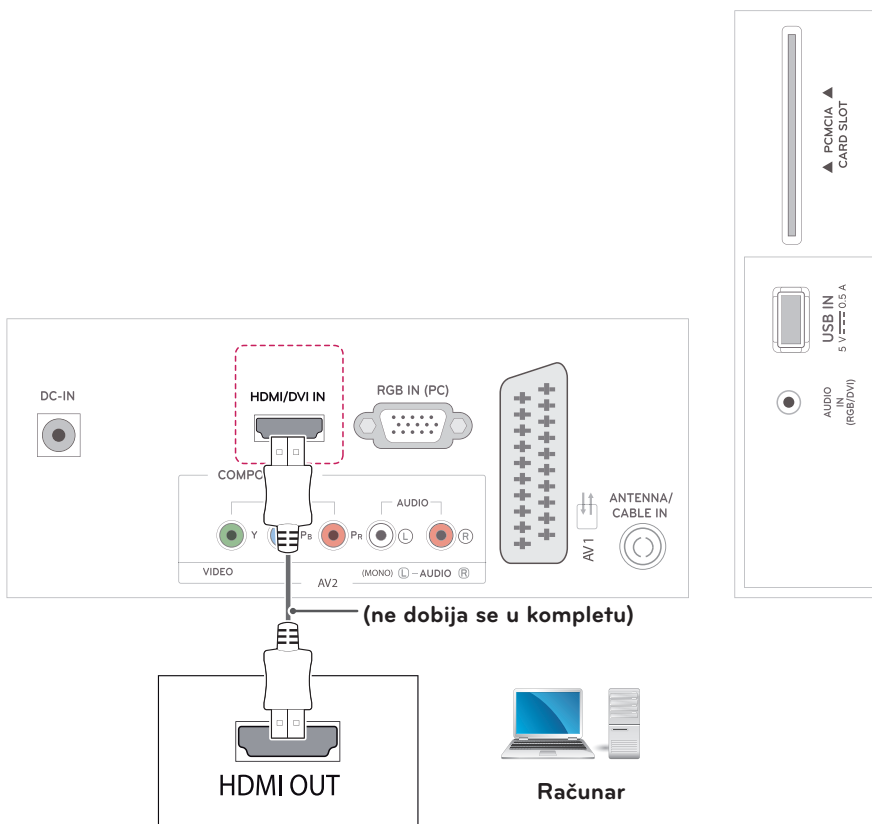 ▲ PCMCIA ▲
CARD SLOT
USB IN
5 V 0.5 A
AUDIO
IN
(RGB/DVI)
DC-IN
HDMI/DVI IN
RGB IN (PC)
COMPO
AUDIO
Y
PB
PR
L
R
VIDEO
AV2
(MONO) L - AUDIO R
AV1
ANTENNA/
CABLE IN
(ne dobija se u kompletu)
HDMI OUT
Računar